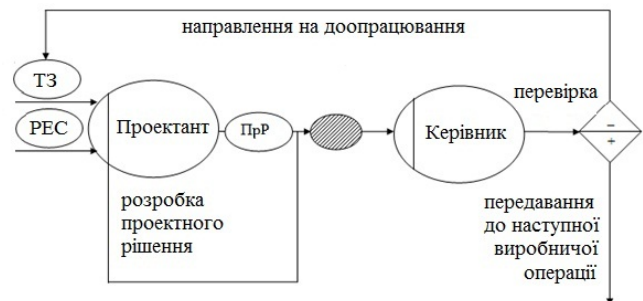 направлення на доопрацювання
ТЗ
РЕС
Проектант
ПрР
Керівник
перевірка
–
+
розробка
проектного
рішення
передавання
до наступної
виробничої
операції